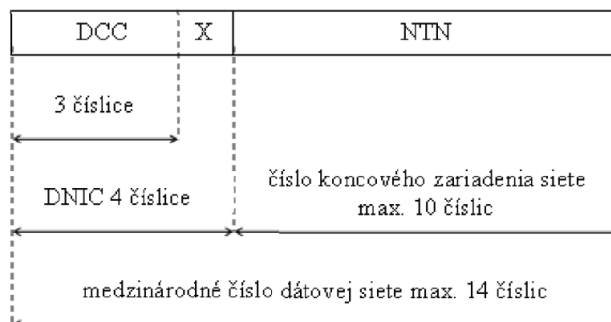 DCC X NTN
3 číslice
DNIC 4 číslice
číslo koncového zariadenia siete
max. 10 číslic
medzinárodné číslo dátovej siete max. 14 číslic